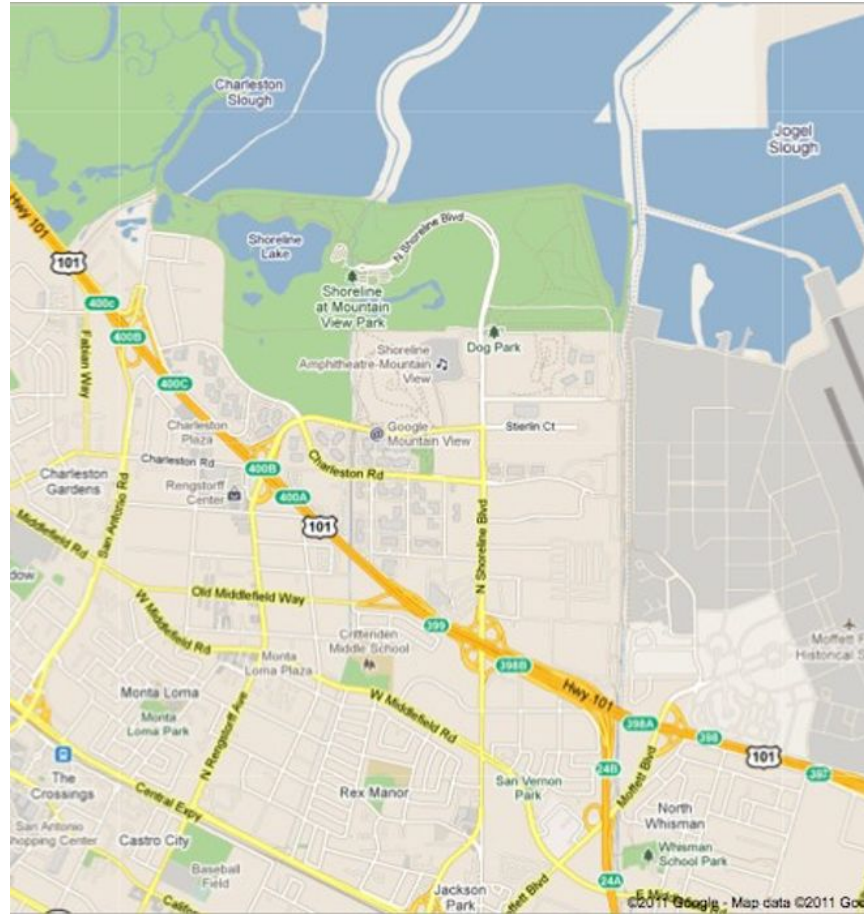 Charleston
Slough
Jogel
Slough
Hwy 101
N Shoreline Blvd
Shoreline
Lake
101
Shoreline
at Mountain
View Park
400c
400B
Fabian Way
Dog Park
Shoreline
Amphitheatre-Mountain
View
400C
Charleston
Plaza
Google
Mountain View
Stierlin Ct
Charleston Rd
Charleston
Gardens
400B
Charleston Rd
Rengstorff
Center
400A
San Antonio Rd
101
Middlefield Rd
N Shoreline Blvd
dow
Old Middlefield Way
W Middlefield Rd
399
Crittenden
Middle School
Moffett
Historical S
Monta
Loma Plaza
398B
Hwy 101
Monta Loma
W Middlefield Rd
Monta
Loma Park
N Rengstorff Ave
398A
398
101
Moffett Blvd
24B
397
The
Crossings
Central Expy
San Vernon
Park
Rex Manor
North
Whisman
San Antonio
hopping Center
Castro City
Whisman
School Park
Baseball
Field
24A
Jackson
Park
offett Blvd
E Middle
Califo
©2011 Google - Map data ©2011 Goo